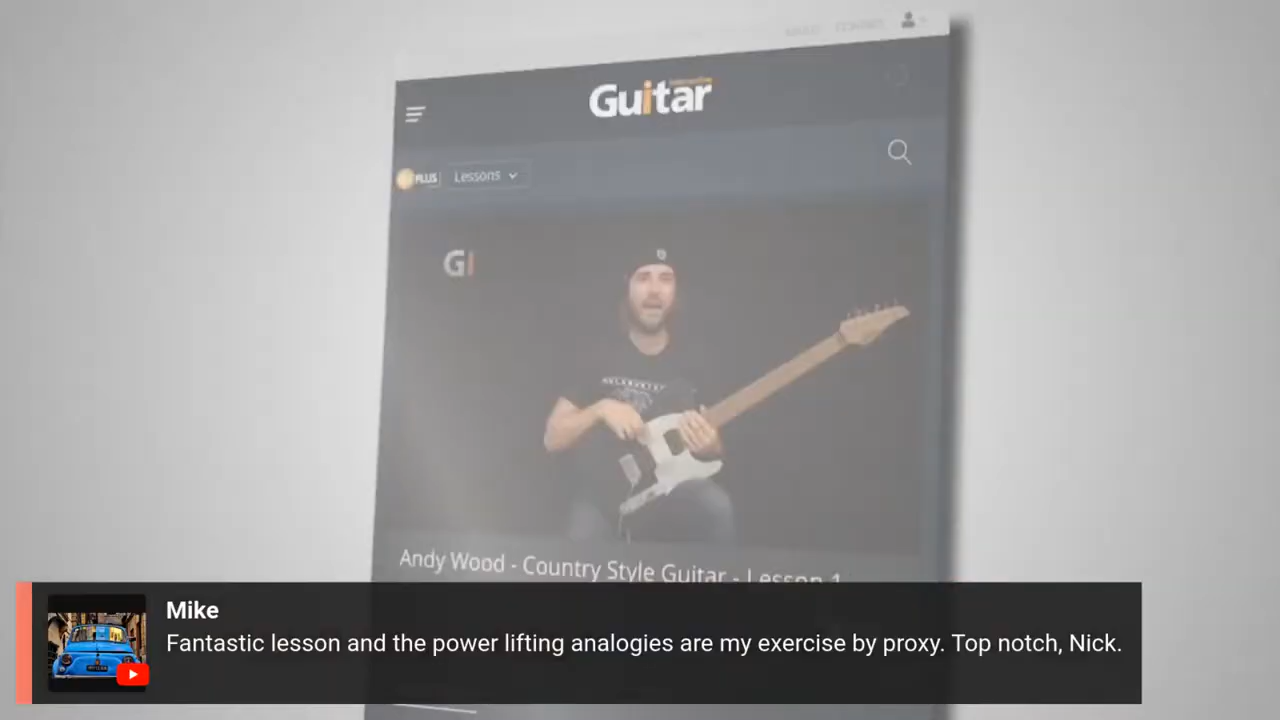 Guitar
PLUS
Lessons
GI
Andy Wood - Country Style Guitar - Lesson 1
Mike
Fantastic lesson and the power lifting analogies are my exercise by proxy. Top notch, Nick.